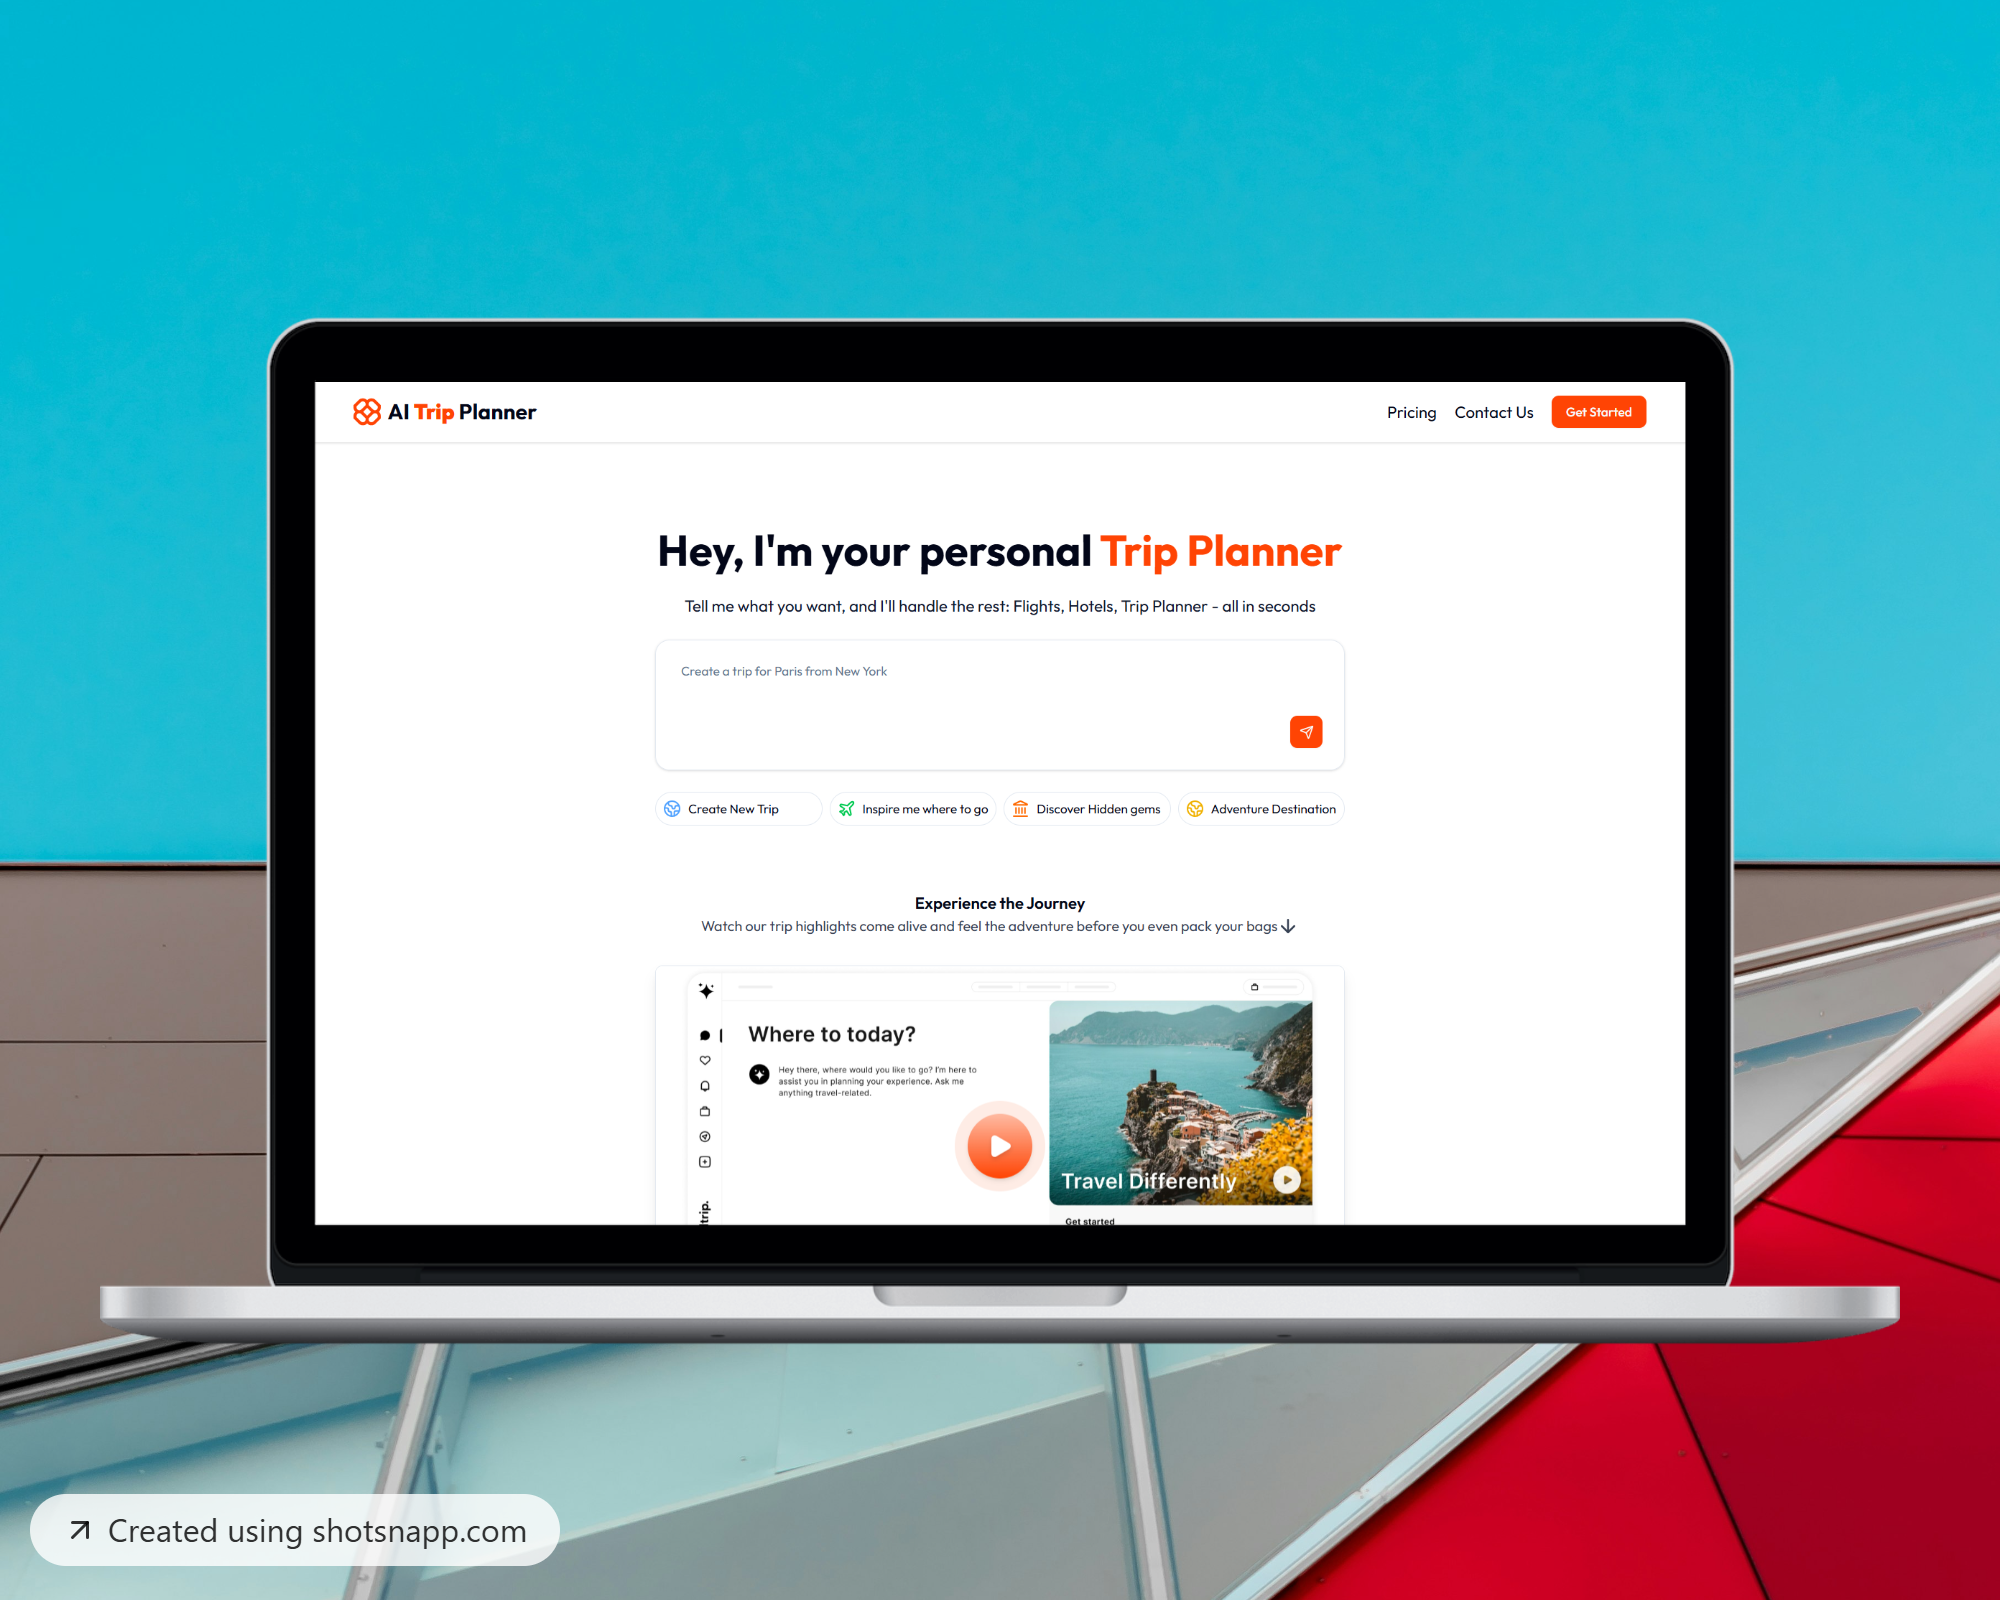 AI Trip Planner
Pricing
Contact Us
Get Started
Hey, I'm your personal Trip Planner
Tell me what you want, and I'll handle the rest: Flights, Hotels, Trip Planner - all in seconds
Create a trip for Paris from New York
Create New Trip
Inspire me where to go
Discover Hidden gems
Adventure Destination
Experience the Journey
Watch our trip highlights come alive and feel the adventure before you even pack your bags
Where to today?
Hey there, where would you like to go? I'm here to
assist you in planning your experience. Ask me
anything travel-related.
Travel Differently
Get started
trip.
Created using shotsnapp.com